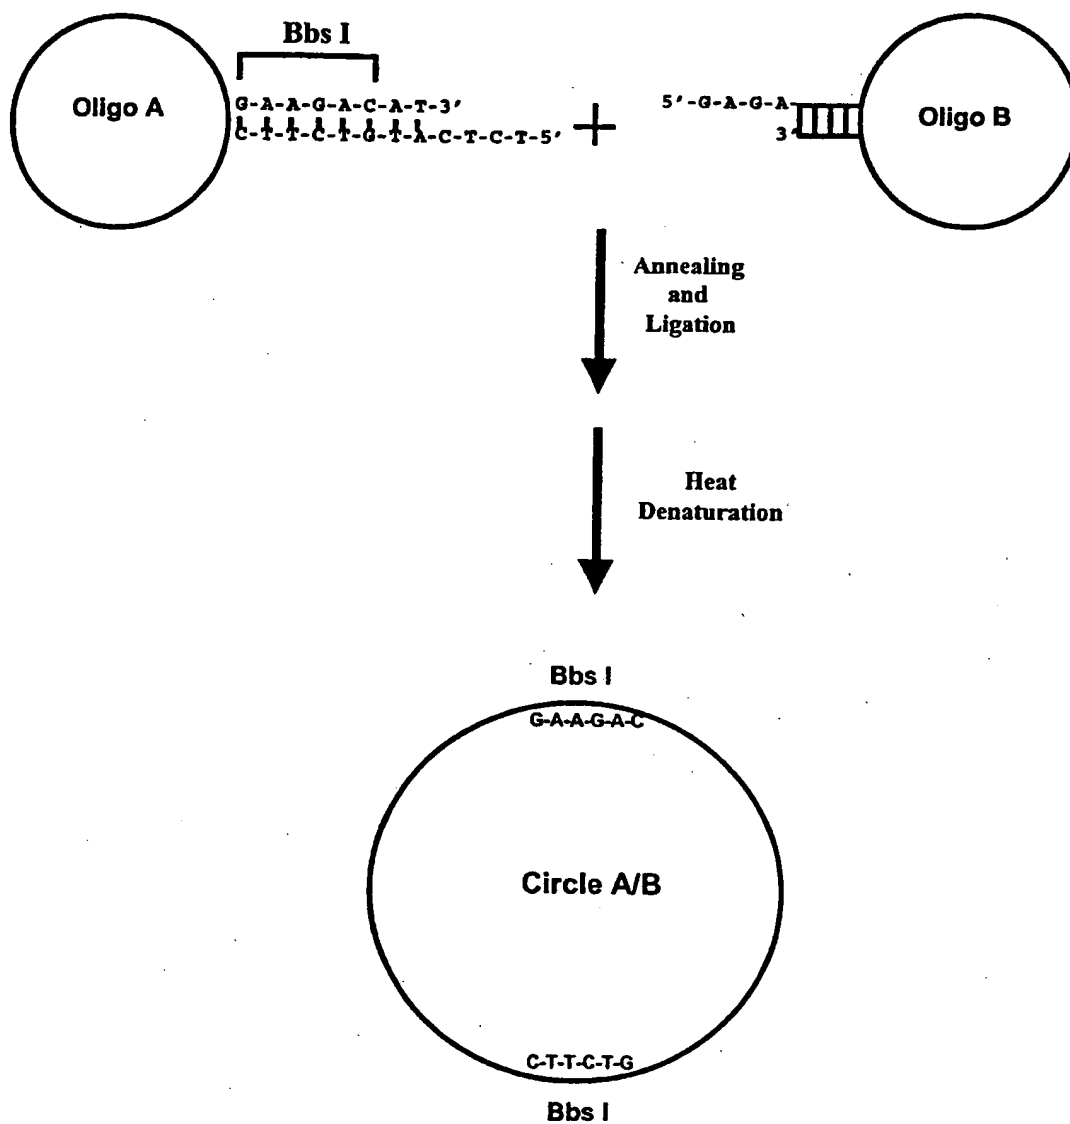 Bbs I
Oligo A
G-A-A-G-A-C-A-T-3'
C-T-T-C-T-G-T-A-C-T-C-T-5'
+
5'-G-A-G-A
3'
Oligo B
Annealing
and
Ligation
Heat
Denaturation
Bbs I
G-A-A-G-A-C
Circle A/B
C-T-T-C-T-G
Bbs I